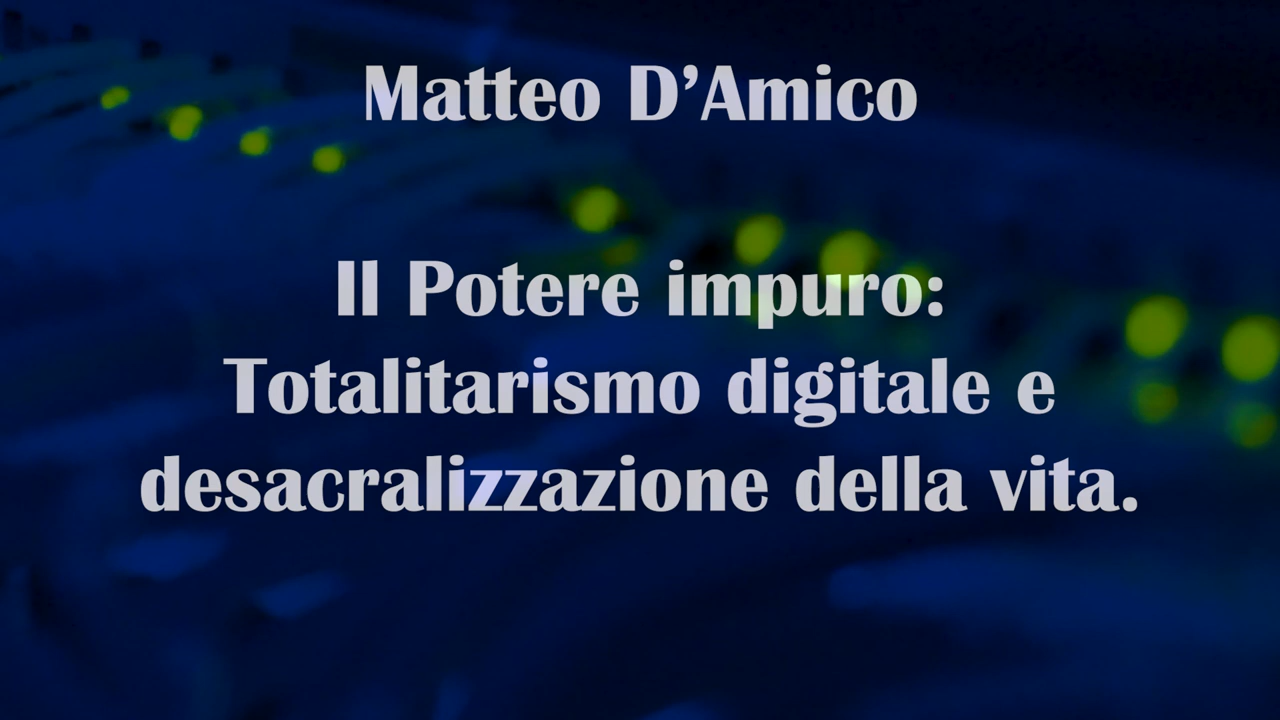 Matteo D’Amico
Il Potere impuro:
Totalitarismo digitale e
desacralizzazione della vita.